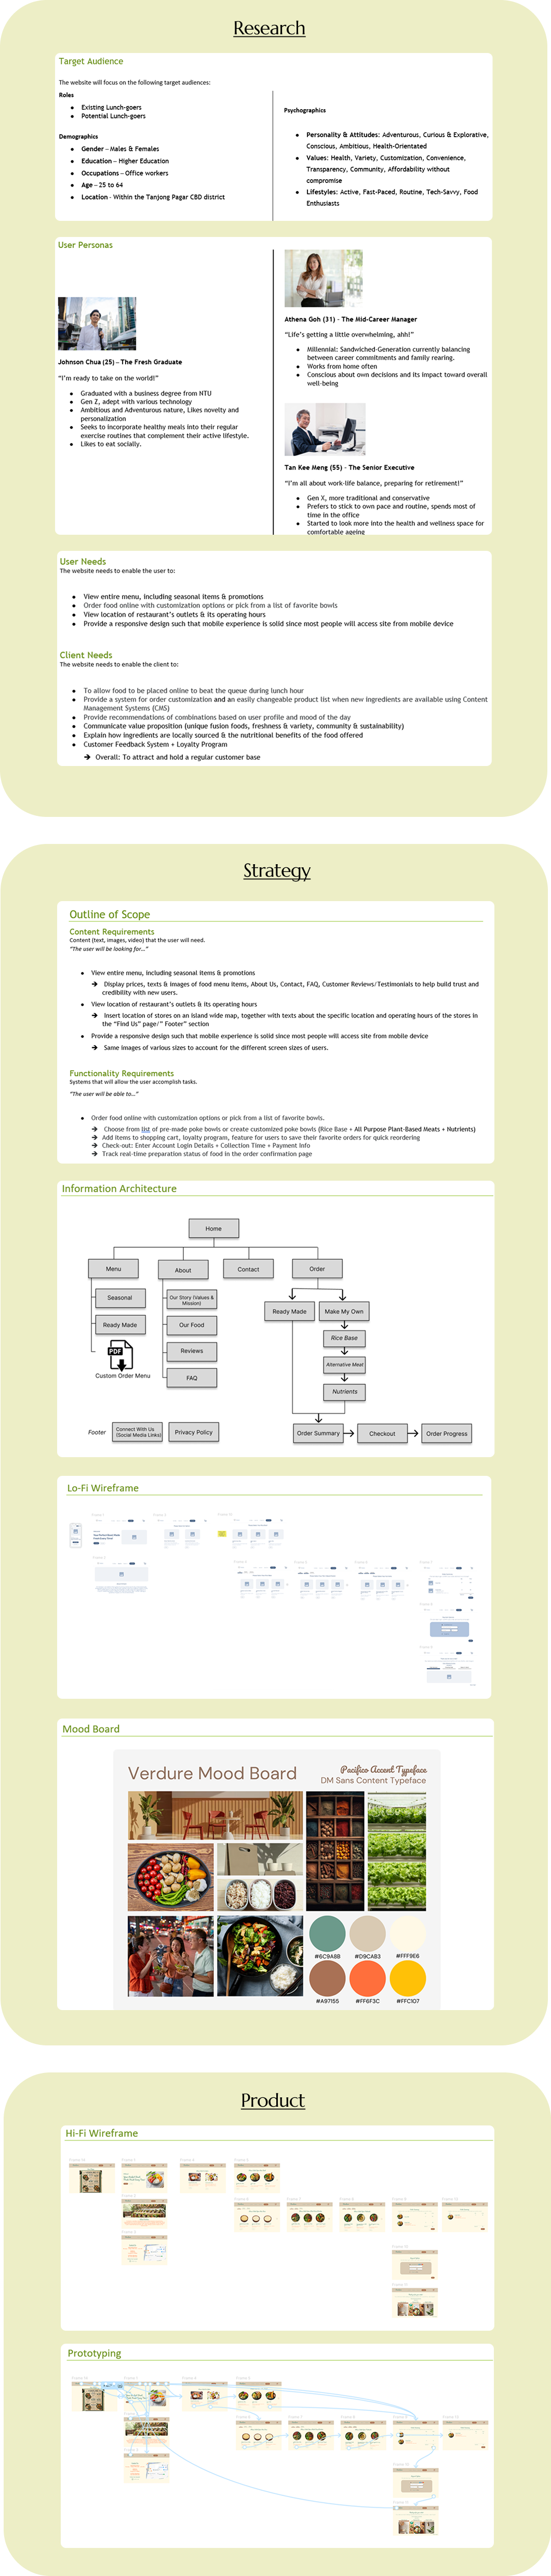 Research
Target Audience
The website will focus on the following target audiences:
Roles
● Existing Lunch-goers
● Potential Lunch-goers
Demographics
● Gender – Males & Females
● Education – Higher Education
● Occupations – Office workers
● Age – 25 to 64
● Location - Within the Tanjong Pagar CBD district
Psychographics
● Personality & Attitudes: Adventurous, Curious & Explorative,
Conscious, Ambitious, Health-Orientated
● Values: Health, Variety, Customization, Convenience,
Transparency, Community, Affordability without
compromise
● Lifestyles: Active, Fast-Paced, Routine, Tech-Savvy, Food
Enthusiasts
User Personas
Johnson Chua (25) – The Fresh Graduate
“I’m ready to take on the world!”
● Graduated with a business degree from NTU
● Gen Z, adept with various technology
● Ambitious and Adventurous nature, Likes novelty and
personalization
● Seeks to incorporate healthy meals into their regular
exercise routines that complement their active lifestyle.
● Likes to eat socially.
Athena Goh (31) - The Mid-Career Manager
“Life’s getting a little overwhelming, ahh!”
● Millennial: Sandwiched-Generation currently balancing
between career commitments and family rearing.
● Works from home often
● Conscious about own decisions and its impact toward overall
well-being
Tan Kee Meng (55) – The Senior Executive
“I’m all about work-life balance, preparing for retirement!”
● Gen X, more traditional and conservative
● Prefers to stick to own pace and routine, spends most of
time in the office
● Started to look more into the health and wellness space for
comfortable ageing
User Needs
The website needs to enable the user to:
● View entire menu, including seasonal items & promotions
● Order food online with customization options or pick from a list of favorite bowls
● View location of restaurant’s outlets & its operating hours
● Provide a responsive design such that mobile experience is solid since most people will access site from mobile device
Client Needs
The website needs to enable the client to:
● To allow food to be placed online to beat the queue during lunch hour
● Provide a system for order customization and an easily changeable product list when new ingredients are available using Content
Management Systems (CMS)
● Provide recommendations of combinations based on user profile and mood of the day
● Communicate value proposition (unique fusion foods, freshness & variety, community & sustainability)
● Explain how ingredients are locally sourced & the nutritional benefits of the food offered
● Customer Feedback System + Loyalty Program
➔ Overall: To attract and hold a regular customer base
Strategy
Outline of Scope
Content Requirements
Content (text, images, video) that the user will need.
“The user will be looking for...”
● View entire menu, including seasonal items & promotions
➔ Display prices, texts & images of food menu items, About Us, Contact, FAQ, Customer Reviews/Testimonials to help build trust and
credibility with new users.
● View location of restaurant’s outlets & its operating hours
➔ Insert location of stores on an island wide map, together with texts about the specific location and operating hours of the stores in
the “Find Us” page/” Footer” section
● Provide a responsive design such that mobile experience is solid since most people will access site from mobile device
➔ Same images of various sizes to account for the different screen sizes of users.
Functionality Requirements
Systems that will allow the user accomplish tasks.
“The user will be able to...”
● Order food online with customization options or pick from a list of favorite bowls.
➔ Choose from list of pre-made poke bowls or create customized poke bowls (Rice Base + All Purpose Plant-Based Meats + Nutrients)
➔ Add items to shopping cart, loyalty program, feature for users to save their favorite orders for quick reordering
➔ Check-out: Enter Account Login Details + Collection Time + Payment Info
➔ Track real-time preparation status of food in the order confirmation page
Information Architecture
Home
Menu
About
Contact
Order
Seasonal
Ready Made
PDF
Custom Order Menu
Our Story (Values &
Mission)
Our Food
Reviews
FAQ
Ready Made
Make My Own
Rice Base
Alternative Meat
Nutrients
Footer
Connect With Us
(Social Media Links)
Privacy Policy
Order Summary
Checkout
Order Progress
Lo-Fi Wireframe
Mood Board
Verdure Mood Board
Pacifico Accent Typeface
DM Sans Content Typeface
#6C9A8B
#D9CAB3
#FFF9E6
#A97155
#FF6F3C
#FFC107
Product
Hi-Fi Wireframe
Prototyping